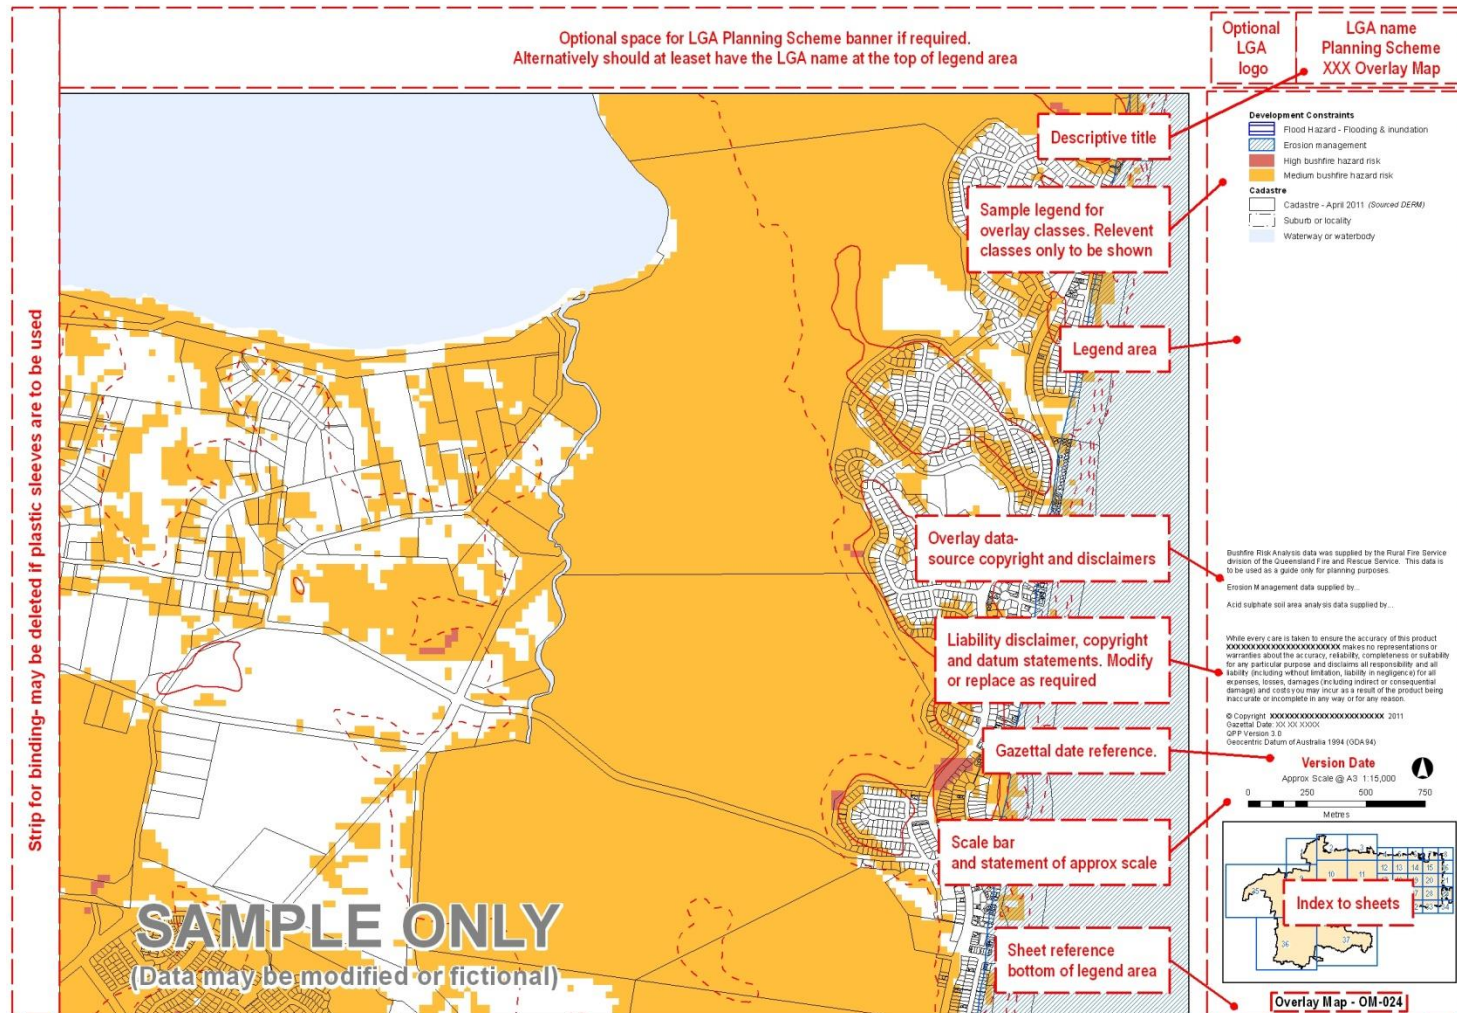 Optional space for LGA Planning Scheme banner if required.
Alternatively should at leaset have the LGA name at the top of legend area
Optional
LGA
logo
LGA name
Planning Scheme
XXX Overlay Map
Strip for binding- may be deleted if plastic sleeves are to be used
Descriptive title
Sample legend for
overlay classes. Relevent
classes only to be shown
Legend area
Overlay data-
source copyright and disclaimers
Liability disclaimer, copyright
and datum statements. Modify
or replace as required
Gazettal date reference.
Scale bar
and statement of approx scale
Sheet reference
bottom of legend area
SAMPLE ONLY
(Data may be modified or fictional)
Development Constraints
Flood Hazard - Flooding & inundation
Erosion management
High bushfire hazard risk
Medium bushfire hazard risk
Cadastre
Cadastre - April 2011 (Sourced DERM)
Suburb or locality
Waterway or waterbody
Bushfire Risk Analysis data was supplied by the Rural Fire Service
division of the Queensland Fire and Rescue Service. This data is
to be used as a guide only for planning purposes.
Erosion Management data supplied by...
Acid sulphate soil area analysis data supplied by...
While every care is taken to ensure the accuracy of this product
XXXXXXXXXXXXXXXXXXXXXXX makes no representations or
warranties about the accuracy, reliability, completeness or suitability
for any particular purpose and disclaims all responsibility and all
liability (including without limitation, liability in negligence) for all
expenses, losses, damages (including indirect or consequential
damage) and costs you may incur as a result of the product being
inaccurate or incomplete in any way or for any reason.
© Copyright XXXXXXXXXXXXXXXXXXXXXXX 2011
Gazettal Date: XX XX XXXX
QPP Version 3.0
Geocentric Datum of Australia 1994 (GDA94)
Version Date
Approx Scale @ A3 1:15,000
0 250 500 750
Metres
12 13 14 15
10 11
20
35
28
Index to sheets
36 37
Overlay Map - OM-024